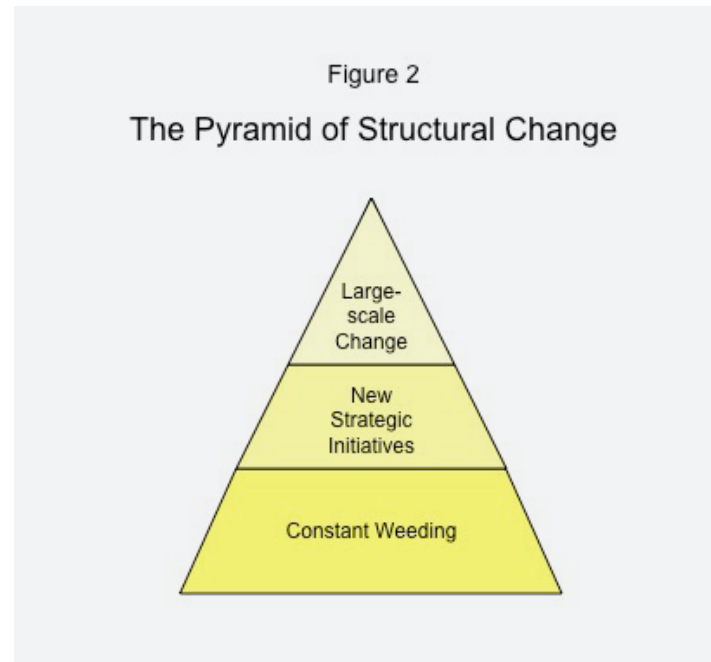 Figure 2
The Pyramid of Structural Change
Large-
scale
Change
New
Strategic
Initiatives
Constant Weeding